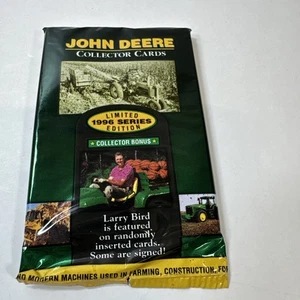 JOHN DEERE
COLLECTOR CARDS
LIMITED
1996 SERIES
EDITION
★ COLLECTOR BONUS ★
Larry Bird
is featured
on randomly
inserted cards.
Some are signed!
MODERN MACHINES USED IN FARMING, CONSTRUCTION,